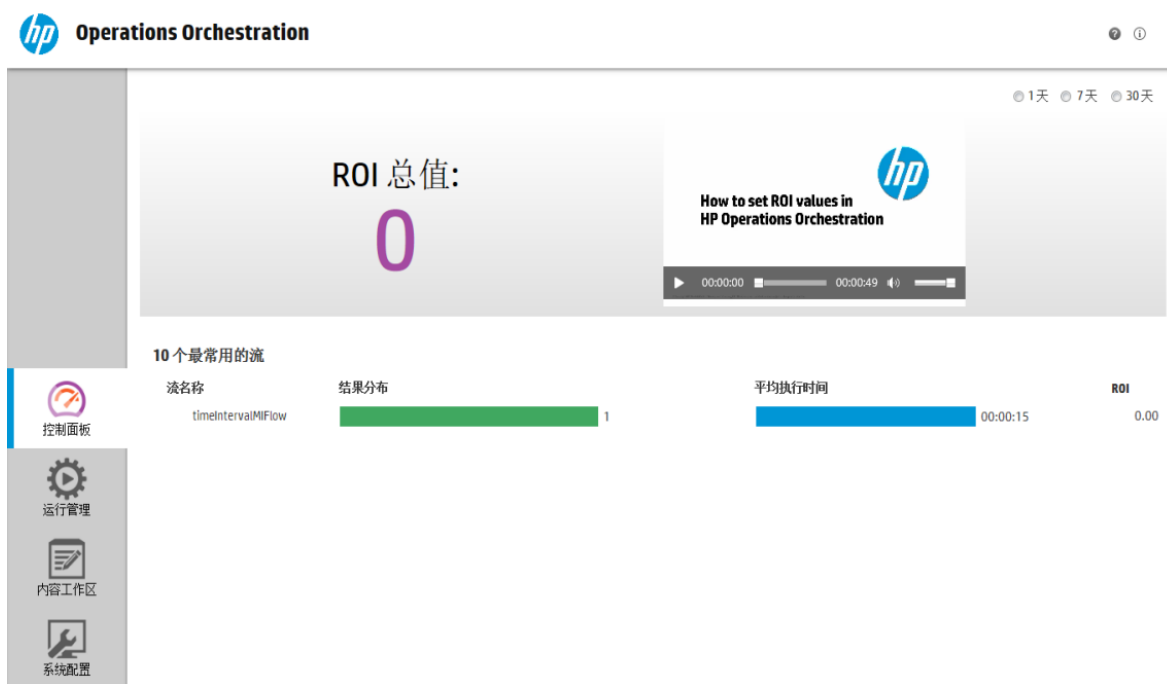 hp Operations Orchestration
1天 7天 30天
ROI 总值:
0
hp
How to set ROI values in
HP Operations Orchestration
00:00:00 00:00:49
10 个最常用的流
流名称 结果分布 平均执行时间 ROI
timeIntervalMIFlow 1 00:00:15 0.00
控制面板
运行管理
内容工作区
系统配置